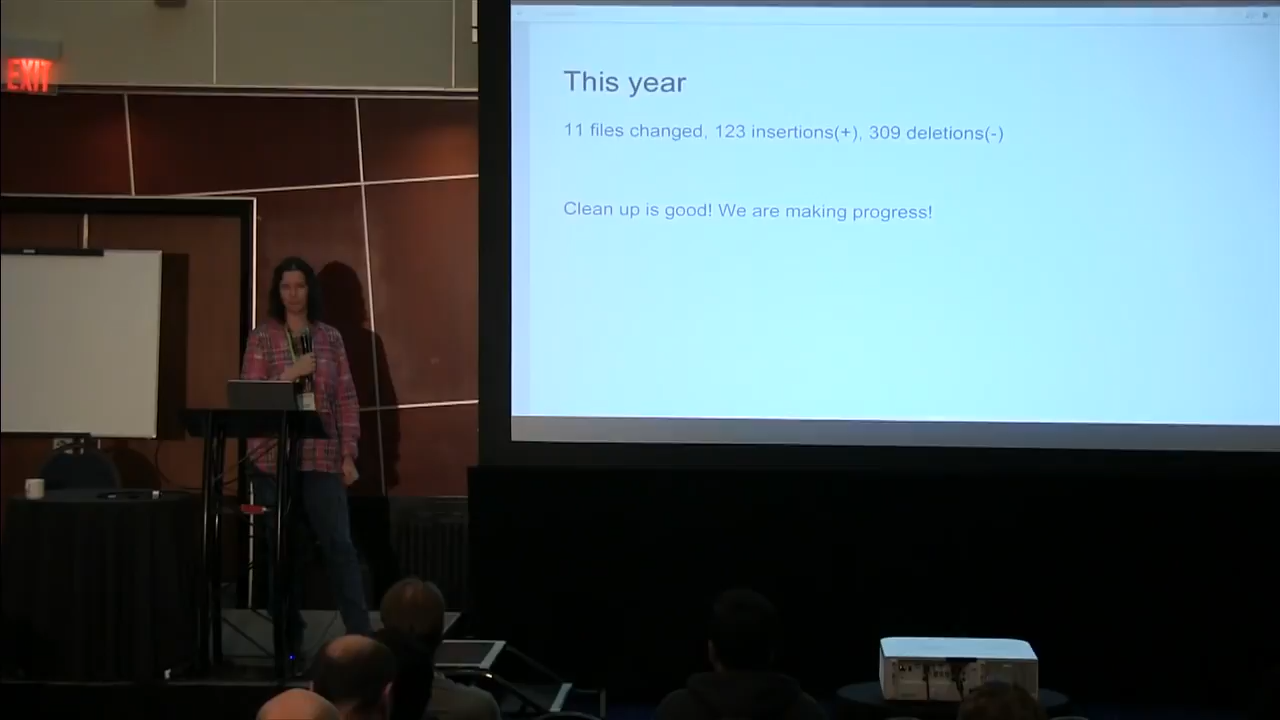 EXIT
This year
11 files changed, 123 insertions(+), 309 deletions(-)
Clean up is good! We are making progress!